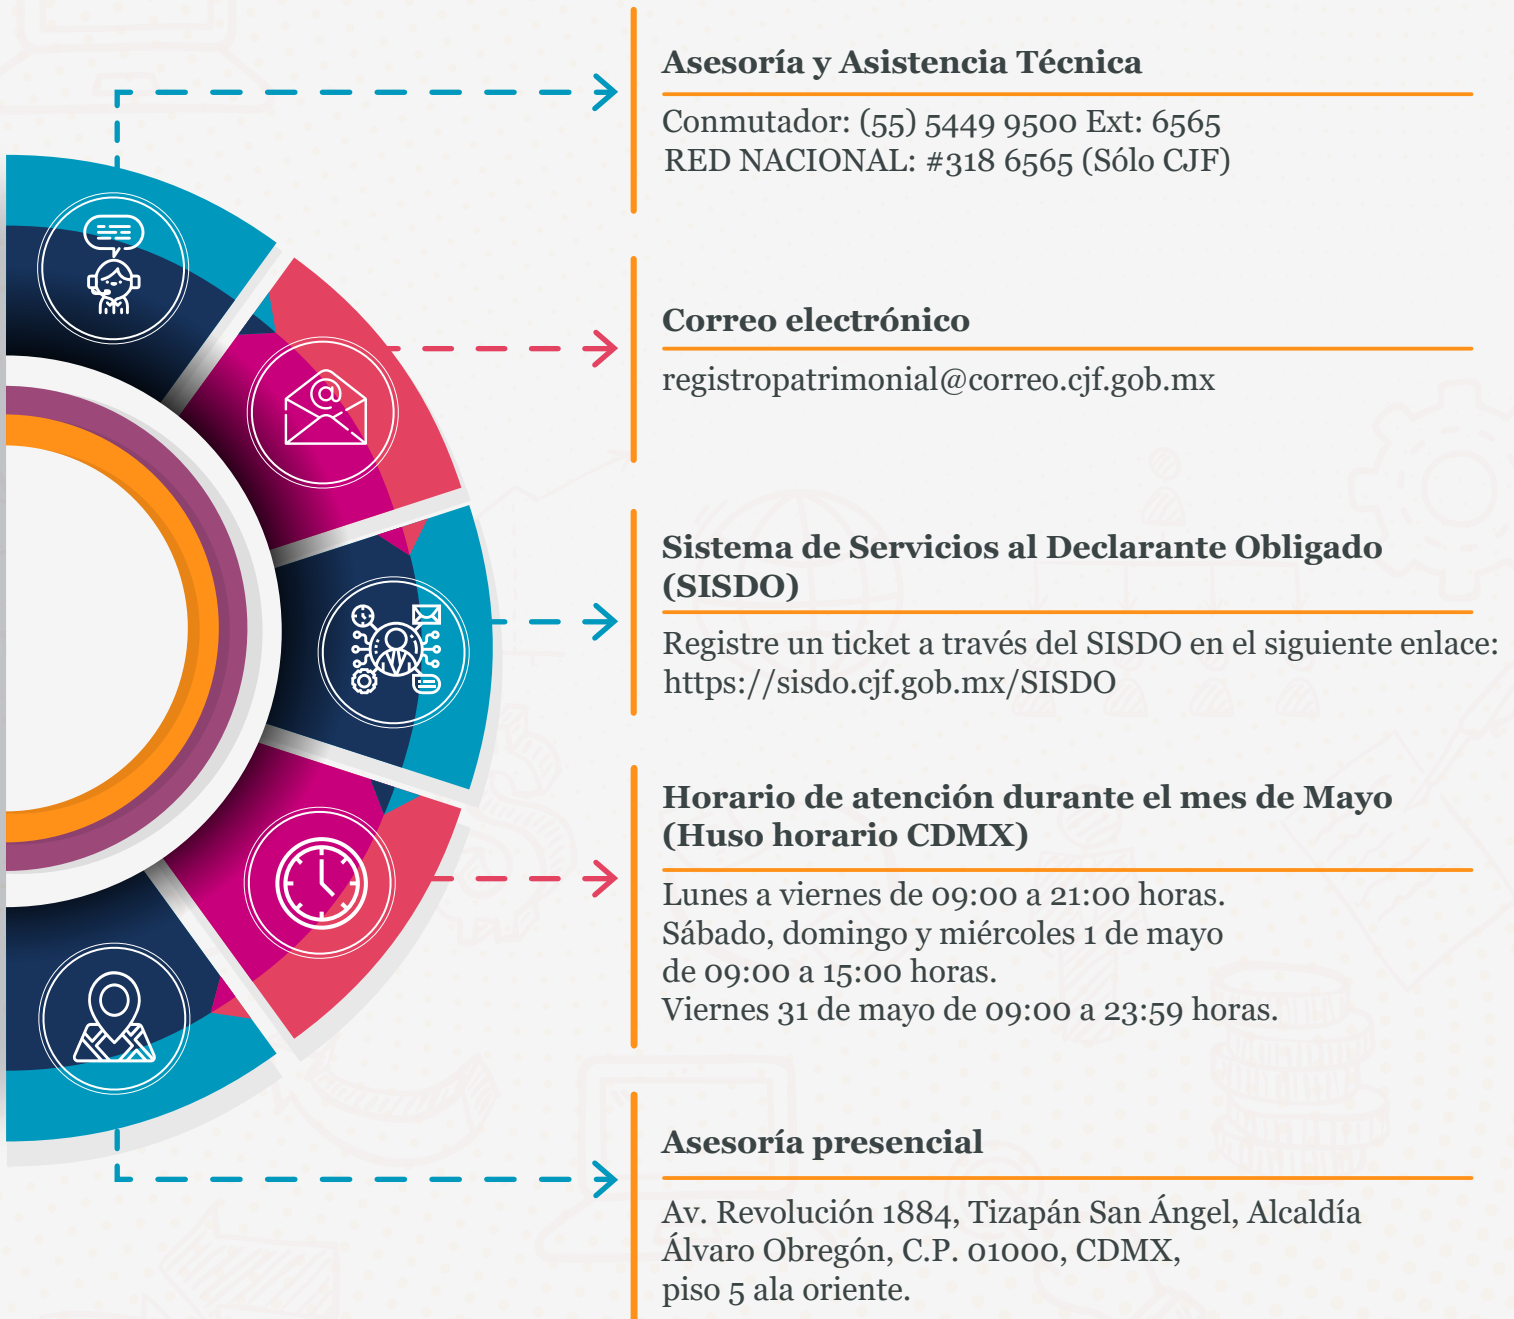 Asesoría y Asistencia Técnica
Conmutador: (55) 5449 9500 Ext: 6565
RED NACIONAL: #318 6565 (Sólo CJF)
Correo electrónico
registropatrimonial@correo.cjf.gob.mx
Sistema de Servicios al Declarante Obligado
(SISDO)
Registre un ticket a través del SISDO en el siguiente enlace:
https://sisdo.cjf.gob.mx/SISDO
Horario de atención durante el mes de Mayo
(Huso horario CDMX)
Lunes a viernes de 09:00 a 21:00 horas.
Sábado, domingo y miércoles 1 de mayo
de 09:00 a 15:00 horas.
Viernes 31 de mayo de 09:00 a 23:59 horas.
Asesoría presencial
Av. Revolución 1884, Tizapán San Ángel, Alcaldía
Álvaro Obregón, C.P. 01000, CDMX,
piso 5 ala oriente.